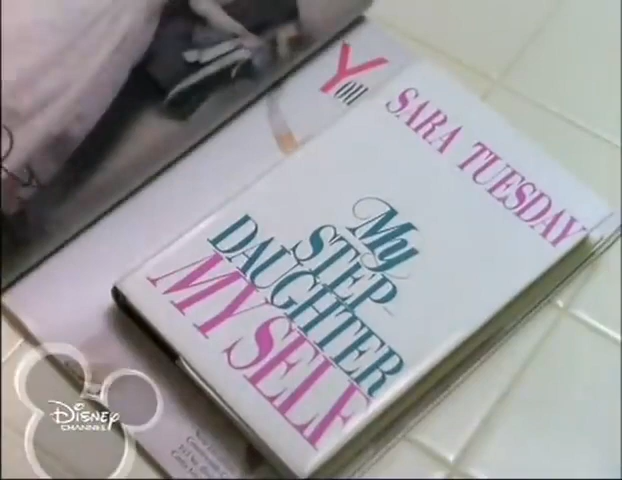 You
SARA TUESDAY
My
STEP-
DAUGHTER
MY SELF
DISNEY
CHANNEL